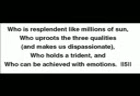 Who is resplendent like millions of sun,
Who uproots the three qualities
(and makes us dispassionate),
Who holds a trident, and
Who can be achieved with emotions. ||5||